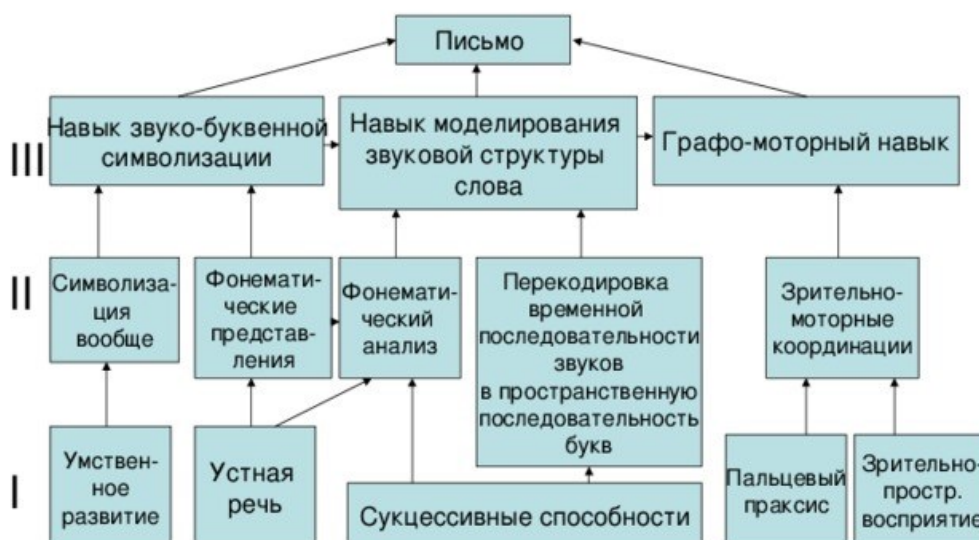 Письмо
III
Навык звуко-буквенной
символизации
Навык моделирования
звуковой структуры
слова
Графо-моторный навык
II
Символиза-
ция
вообще
Фонемати-
ческие
представ-
ления
Фонемати-
ческий
анализ
Перекодировка
временной
последовательности
звуков
в пространственную
последовательность
букв
Зрительно-
моторные
координации
I
Умствен-
ное
развитие
Устная
речь
Сукцессивные способности
Пальцевый
праксис
Зрительно-
простр.
восприятие